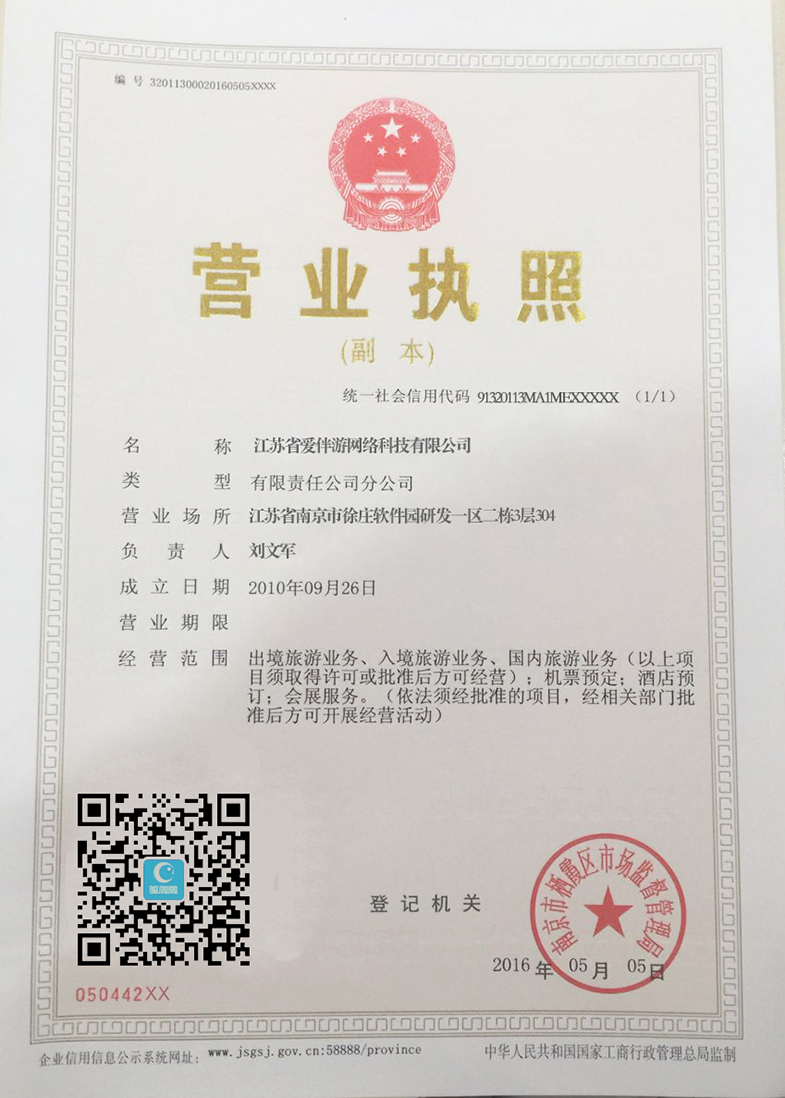 编 号 32011300020160505XXXX
营业执照
(副 本)
统一社会信用代码 91320113MA1MEXXXXX (1/1)
名 称 江苏省爱伴游网络科技有限公司
类 型 有限责任公司分公司
营 业 场 所 江苏省南京市徐庄软件园研发一区二栋3层304
负 责 人 刘文军
成 立 日 期 2010年09月26日
营 业 期 限
经 营 范 围 出境旅游业务、入境旅游业务、国内旅游业务（以上项
目须取得许可或批准后方可经营）；机票预定；酒店预
订；会展服务。（依法须经批准的项目，经相关部门批
准后方可开展经营活动）
南京市栖霞区市场监督管理局
登 记 机 关
2016 年 05 月 05 日
050442XX
企业信用信息公示系统网址：www.jsgsj.gov.cn:58888/province
中华人民共和国国家工商行政管理总局监制